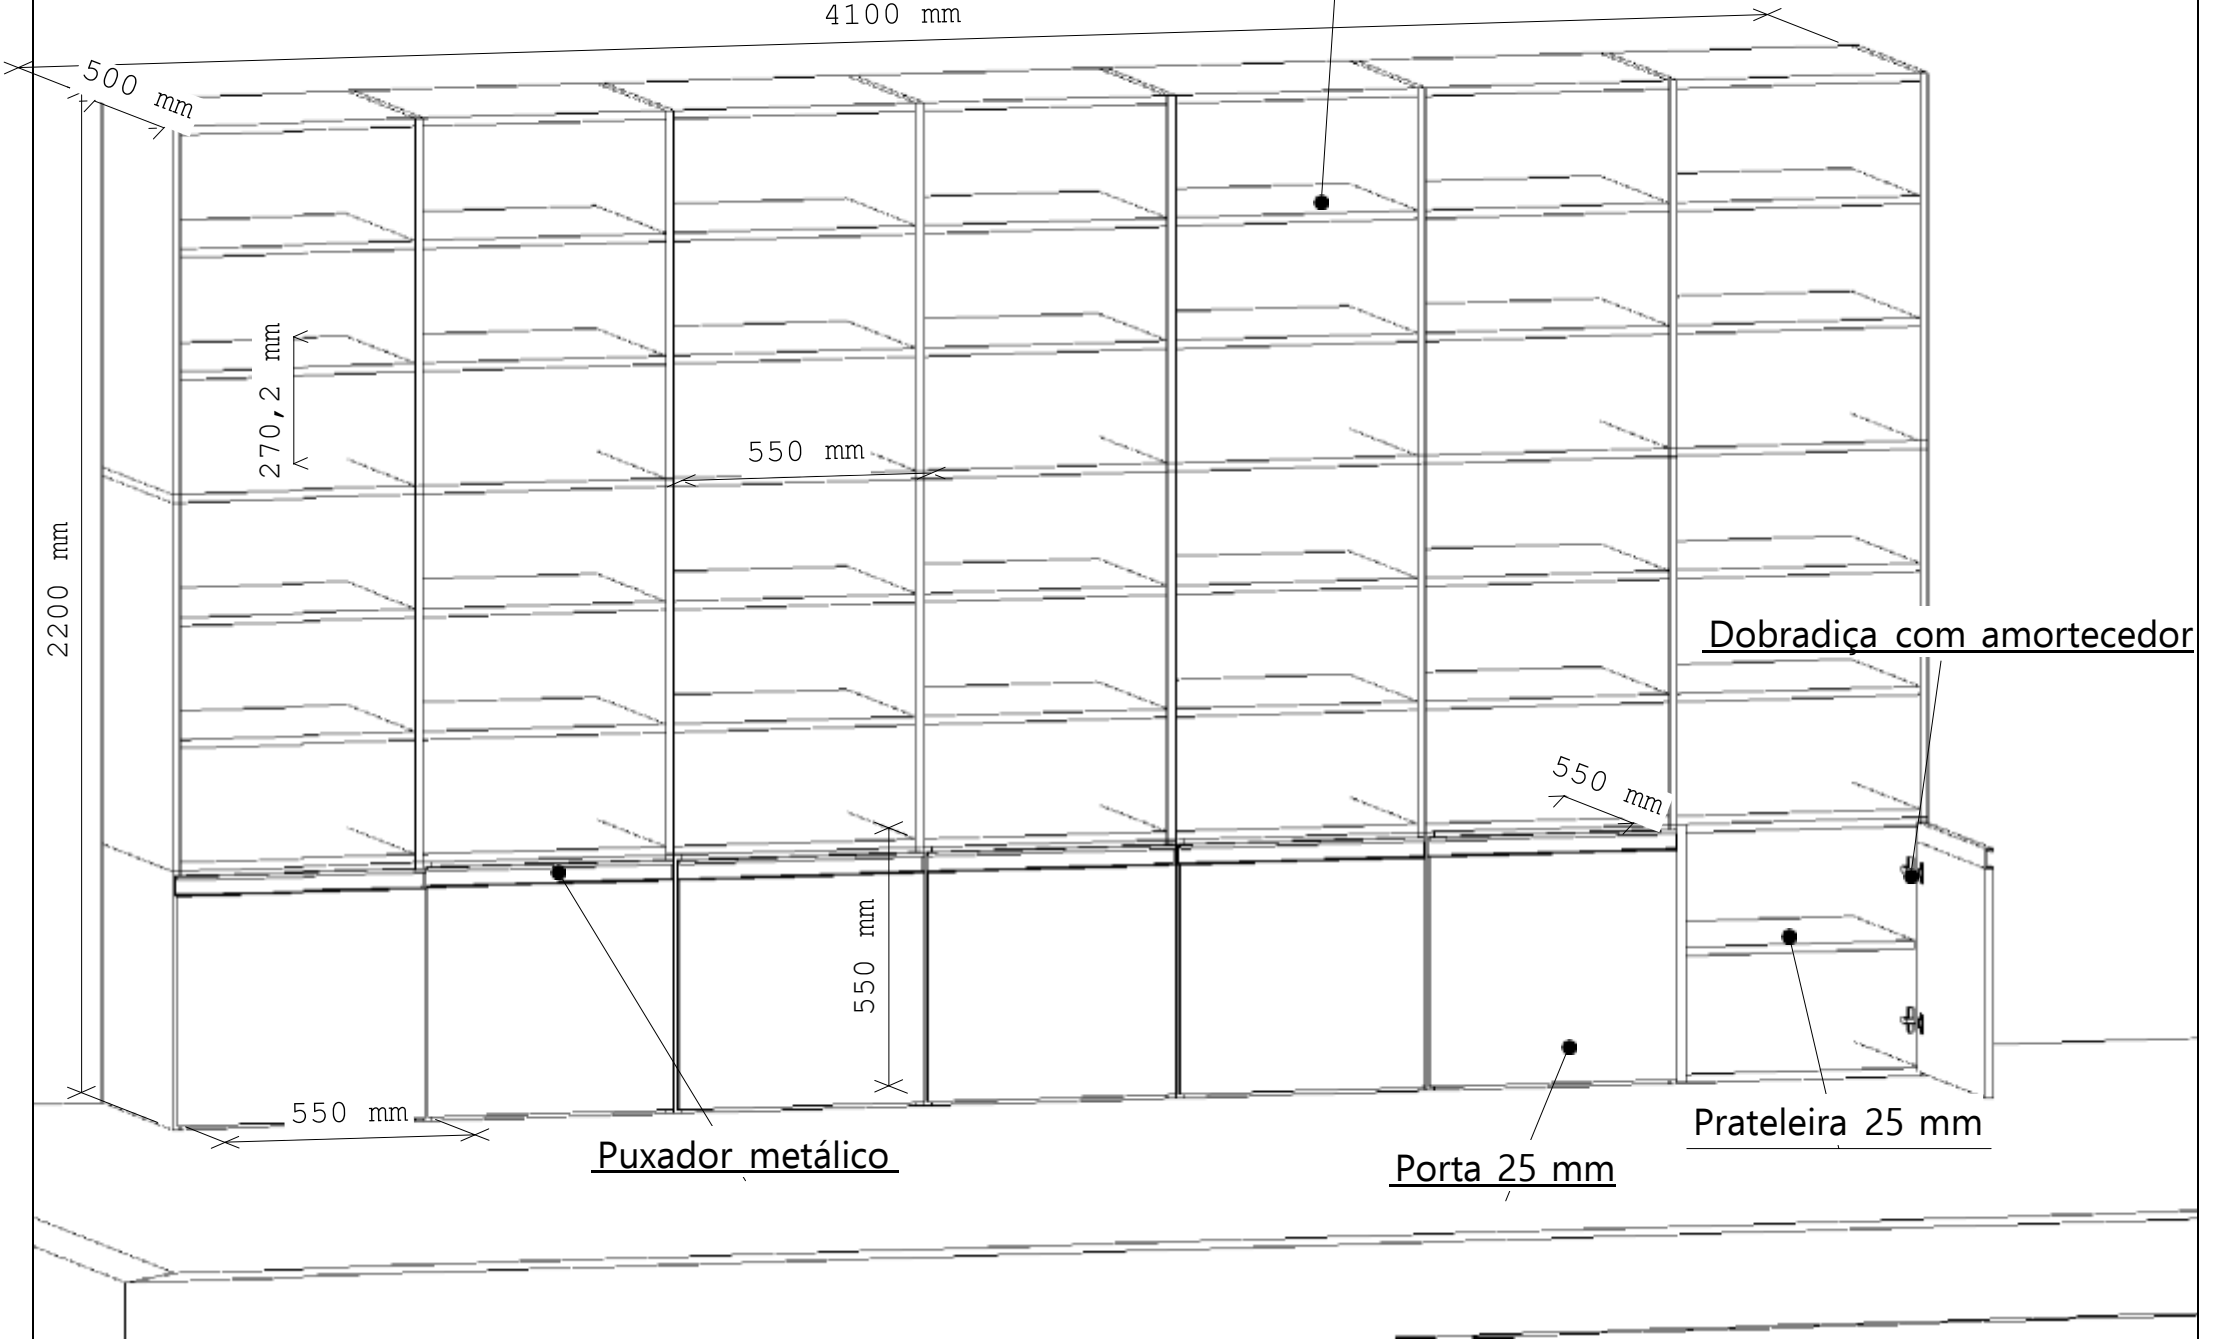 4100 mm
500 mm
270,2 mm
550 mm
2200 mm
Dobradiça com amortecedor
550 mm
550 mm
550 mm
Prateleira 25 mm
Puxador metálico
Porta 25 mm